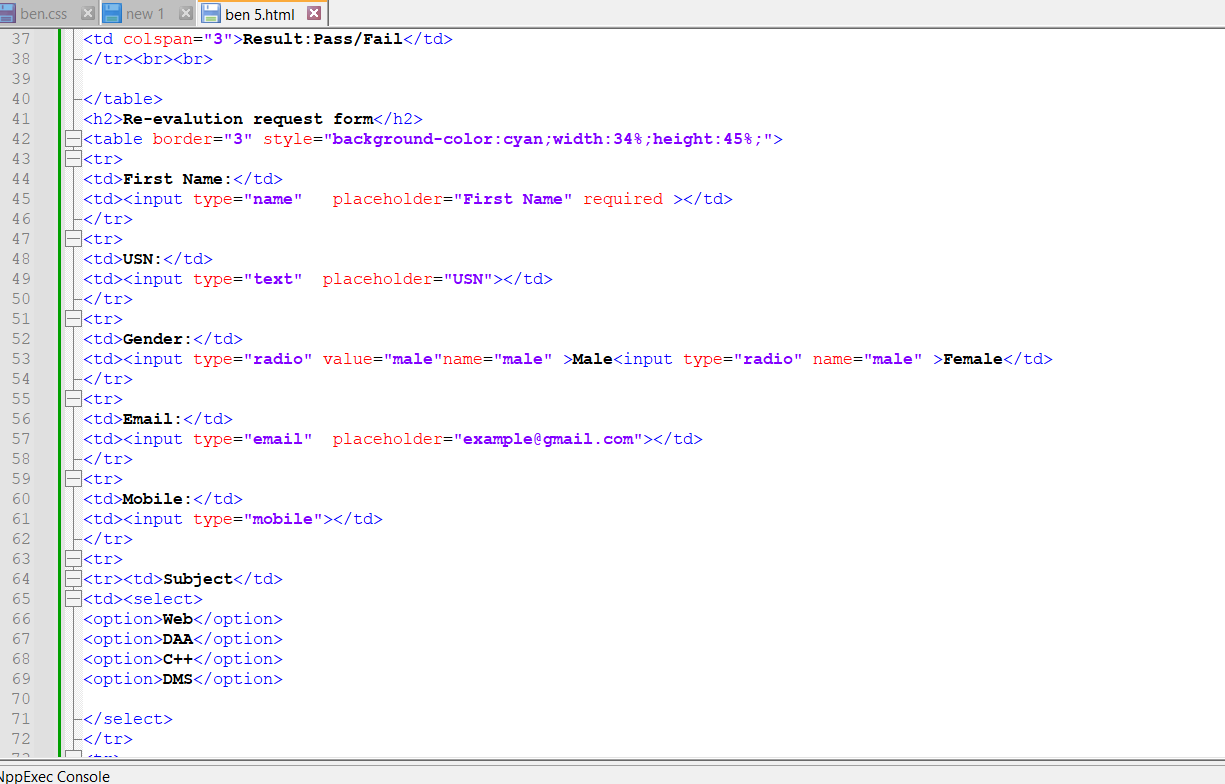 ben.css new 1 ben 5.html
37 <td colspan="3">Result:Pass/Fail</td>
38 </tr><br><br>
39
40 </table>
41 <h2>Re-evalution request form</h2>
42 <table border="3" style="background-color:cyan;width:34%;height:45%;">
43 <tr>
44 <td>First Name:</td>
45 <td><input type="name"   placeholder="First Name" required ></td>
46 </tr>
47 <tr>
48 <td>USN:</td>
49 <td><input type="text"  placeholder="USN"></td>
50 </tr>
51 <tr>
52 <td>Gender:</td>
53 <td><input type="radio" value="male"name="male" >Male<input type="radio" name="male" >Female</td>
54 </tr>
55 <tr>
56 <td>Email:</td>
57 <td><input type="email"  placeholder="example@gmail.com"></td>
58 </tr>
59 <tr>
60 <td>Mobile:</td>
61 <td><input type="mobile"></td>
62 </tr>
63 <tr>
64 <tr><td>Subject</td>
65 <td><select>
66 <option>Web</option>
67 <option>DAA</option>
68 <option>C++</option>
69 <option>DMS</option>
70
71 </select>
72 </tr>
73 <tr>
NppExec Console